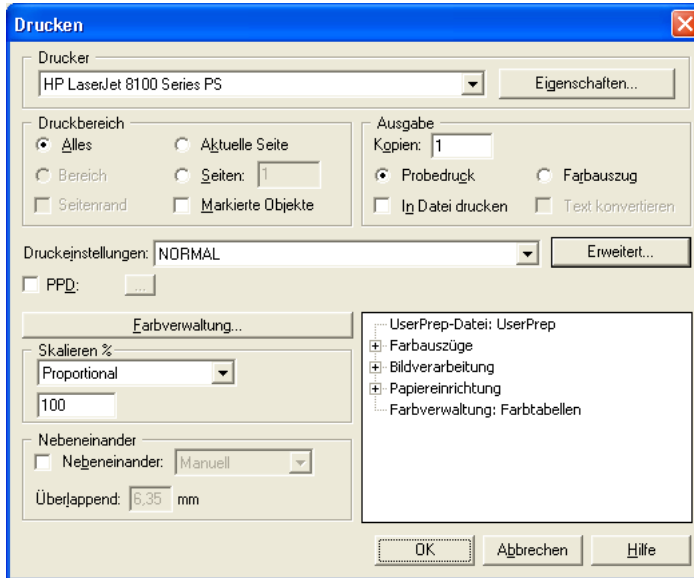 Drucken
Drucker
HP LaserJet 8100 Series PS
Eigenschaften...
Druckbereich
Alles
Aktuelle Seite
Bereich
Seiten: 1
Seitenrand
Markierte Objekte
Ausgabe
Kopien: 1
Probedruck
Farbauszug
In Datei drucken
Text konvertieren
Druckeinstellungen: NORMAL
Erweitert...
PPD: ...
Farbverwaltung...
Skalieren %
Proportional
100
Nebeneinander
Nebeneinander: Manuell
Überlappend: 6,35 mm
UserPrep-Datei: UserPrep
Farbauszüge
Bildverarbeitung
Papiereinrichtung
Farbverwaltung: Farbtabellen
OK
Abbrechen
Hilfe